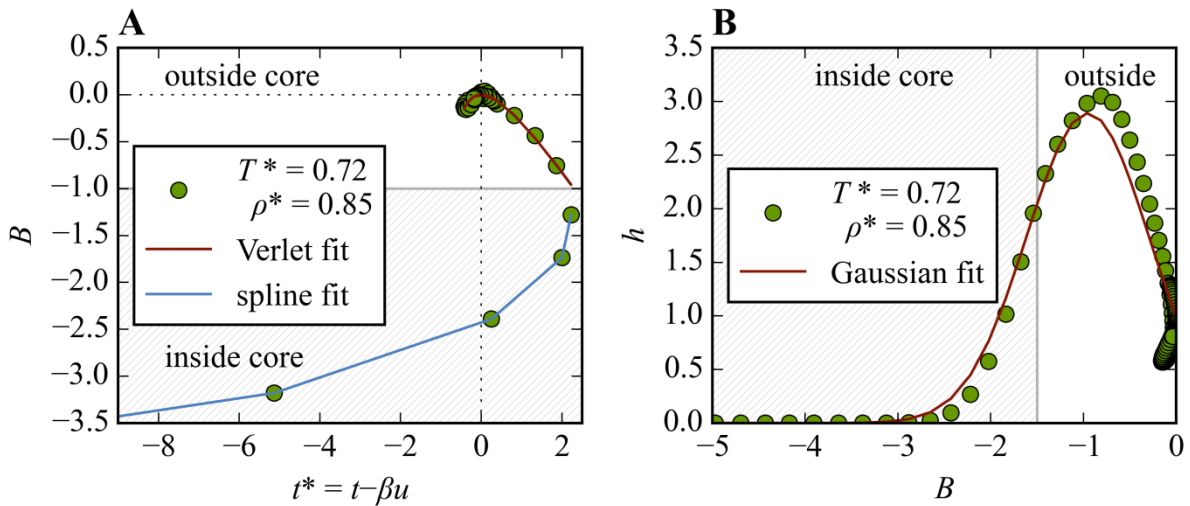 A
0.5
0.0
−0.5
−1.0
−1.5
−2.0
−2.5
−3.0
−3.5
B
outside core
T* = 0.72
ρ* = 0.85
Verlet fit
spline fit
inside core
−8 −6 −4 −2 0 2
t* = t−βu
B
3.5
3.0
2.5
2.0
1.5
1.0
0.5
0.0
h
inside core outside
T* = 0.72
ρ* = 0.85
Gaussian fit
−5 −4 −3 −2 −1 0
B